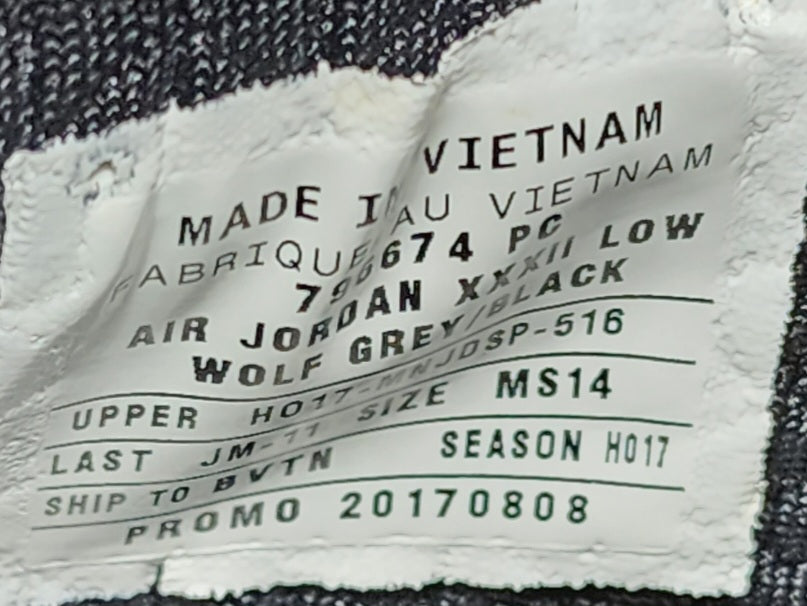 MADE IN VIETNAM
FABRIQUE AU VIETNAM
796674 PC
AIR JORDAN XXXII LOW
WOLF GREY/BLACK
UPPER HO17-MNJDSP-516
LAST JM-11 SIZE MS14
SHIP TO BVTN SEASON H017
PROMO 20170808